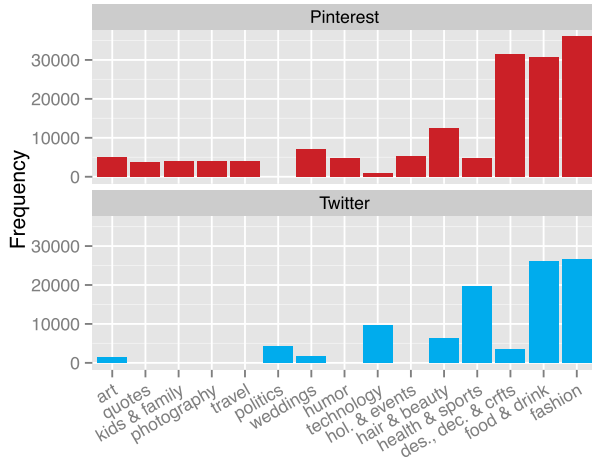 Pinterest
30000
20000
10000
0
Frequency
Twitter
30000
20000
10000
0
art
quotes
kids & family
photography
travel
politics
weddings
humor
technology
hol. & events
hair & beauty
health & sports
des., dec. & crfts
food & drink
fashion